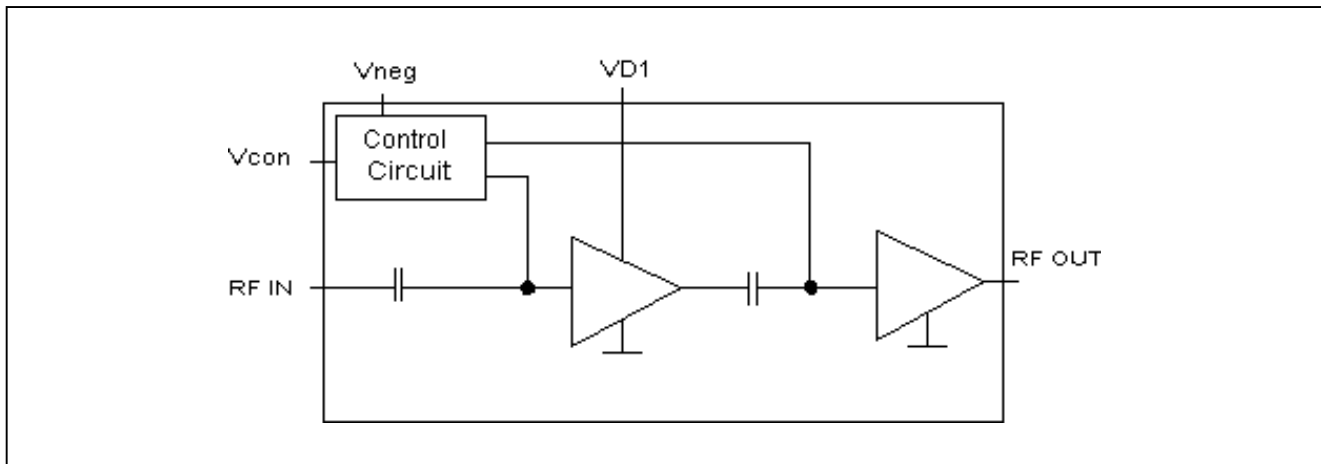 Vneg
VD1
Control
Circuit
Vcon
RF IN
RF OUT